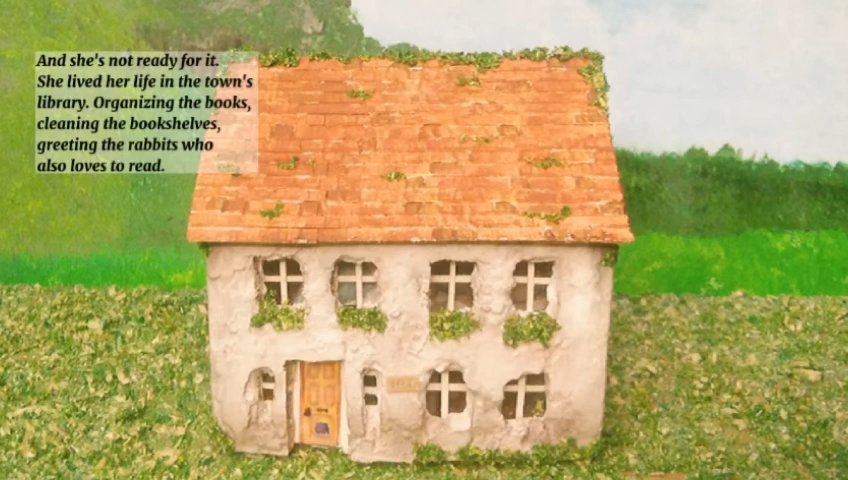 And she's not ready for it.
She lived her life in the town's
library. Organizing the books,
cleaning the bookshelves,
greeting the rabbits who
also loves to read.